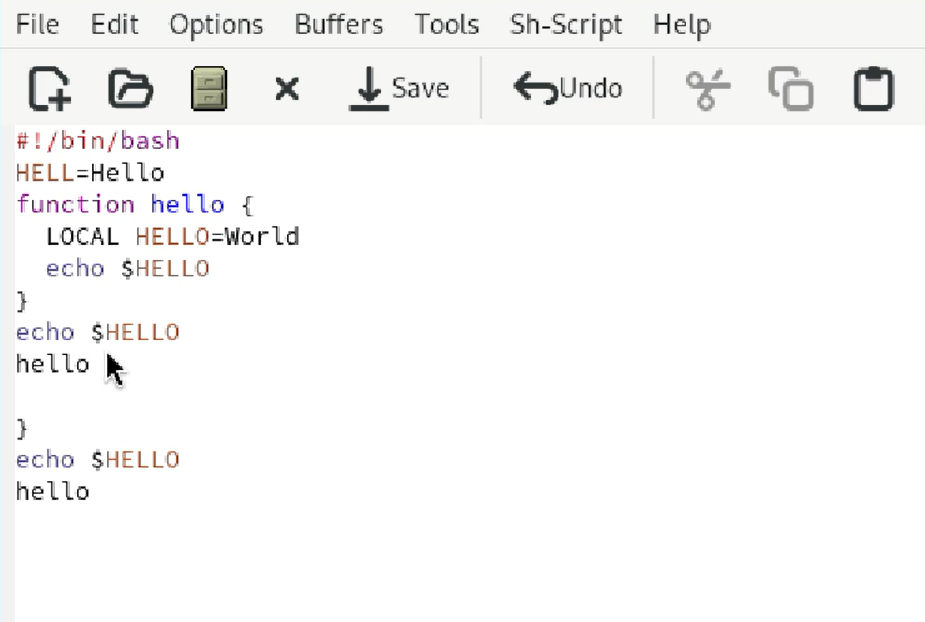 File Edit Options Buffers Tools Sh-Script Help
Save Undo
#!/bin/bash
HELL=Hello
function hello {
  LOCAL HELLO=World
  echo $HELLO
}
echo $HELLO
hello
}
echo $HELLO
hello